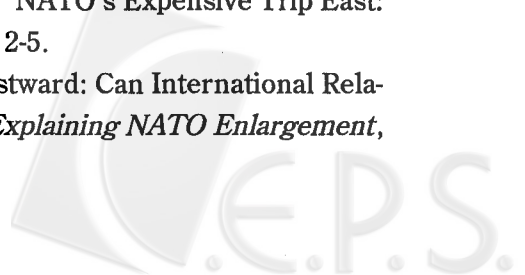 NATO's Expensive Trip East:
2-5.
stward: Can International Rela-
Explaining NATO Enlargement,
C.E.P.S.